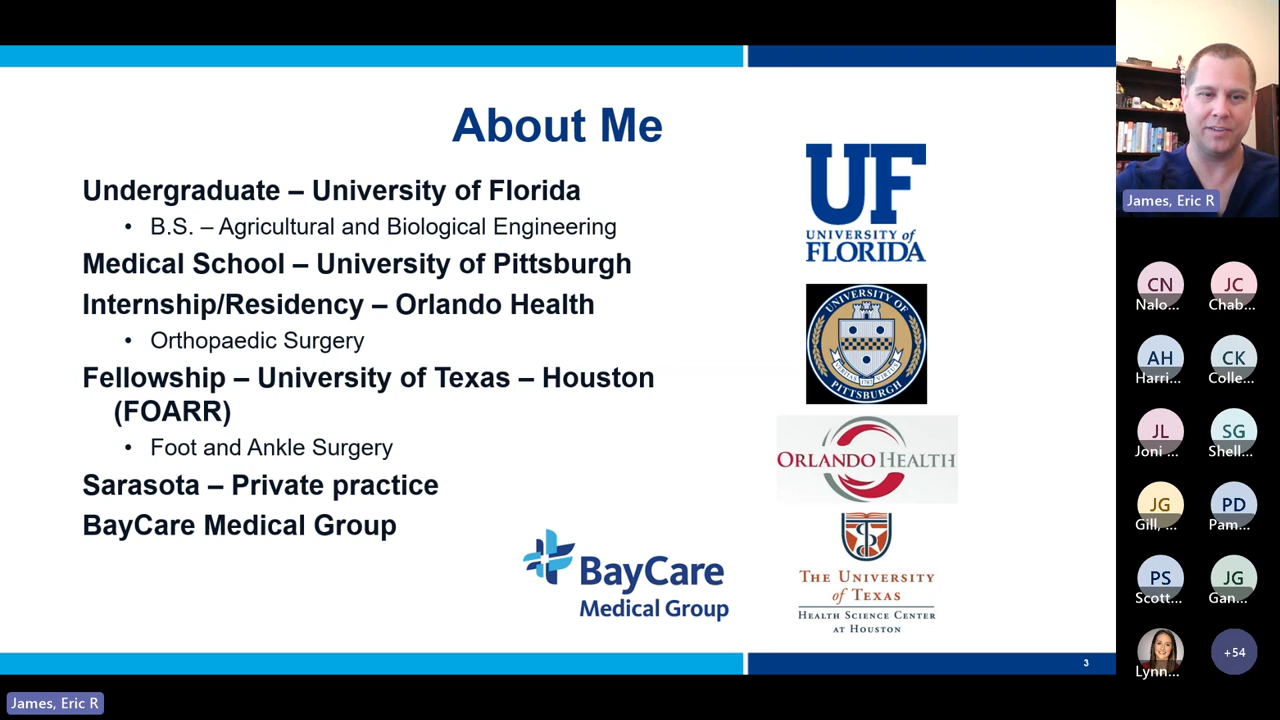 About Me
Undergraduate – University of Florida
• B.S. – Agricultural and Biological Engineering
Medical School – University of Pittsburgh
Internship/Residency – Orlando Health
• Orthopaedic Surgery
Fellowship – University of Texas – Houston
(FOARR)
• Foot and Ankle Surgery
Sarasota – Private practice
BayCare Medical Group
BayCare
Medical Group
UF
UNIVERSITY of
FLORIDA
UNIVERSITY OF
PITTSBURGH
ORLANDO HEALTH
THE UNIVERSITY
of TEXAS
HEALTH SCIENCE CENTER
AT HOUSTON
3
James, Eric R
CN JC
Nalo... Chab...
AH CK
Harri... Colle...
JL SG
Joni ... Shell...
JG PD
Gill, ... Pam...
PS JG
Scott... Gan...
+54
Lynn...
James, Eric R